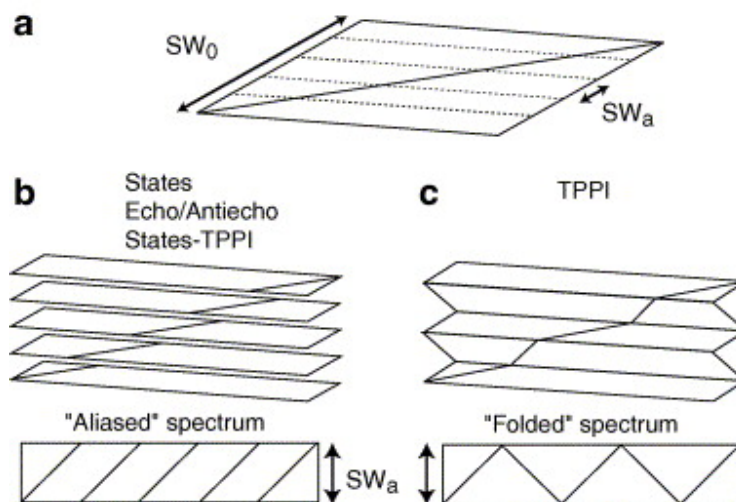 a
SW0
SWa
b
States
Echo/Antiecho
States-TPPI
c
TPPI
"Aliased" spectrum
"Folded" spectrum
SWa